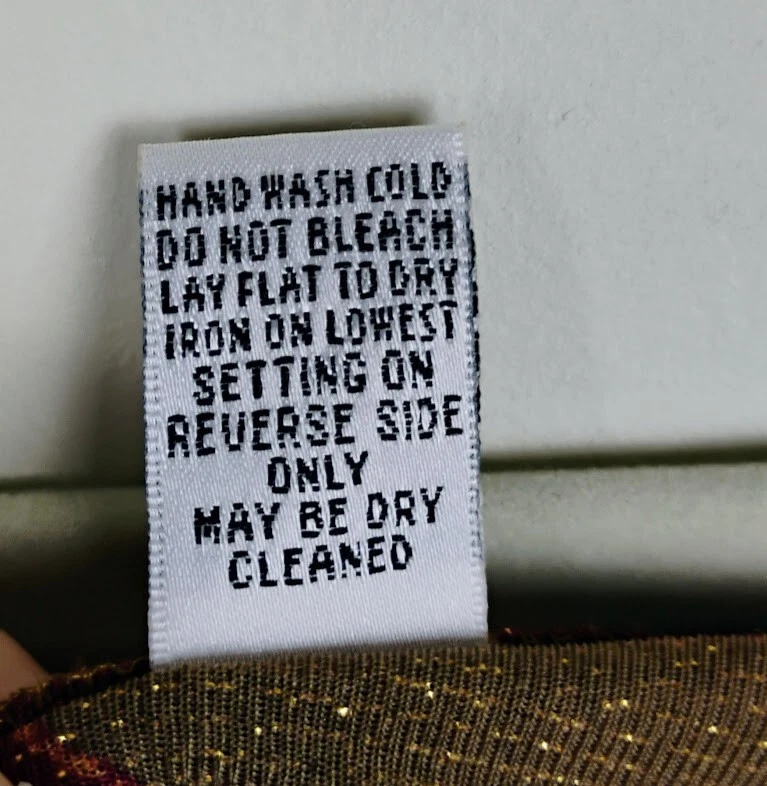 HAND WASH COLD
DO NOT BLEACH
LAY FLAT TO DRY
IRON ON LOWEST
SETTING ON
REVERSE SIDE
ONLY
MAY BE DRY
CLEANED